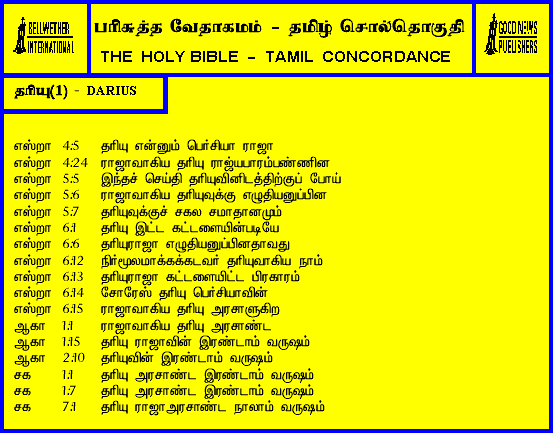 BELLWETHER
INTERNATIONAL
பரிசுத்த வேதாகமம் - தமிழ் சொல்தொகுதி
THE HOLY BIBLE - TAMIL CONCORDANCE
GOOD NEWS
PUBLISHERS
தரியு(1) - DARIUS
எஸ்றா 4:5 தரியு என்னும் பெர்சியா ராஜா
எஸ்றா 4:24 ராஜாவாகிய தரியு ராஜ்யபாரம்பண்ணின
எஸ்றா 5:5 இந்தச் செய்தி தரியுவினிடத்திற்குப் போய்
எஸ்றா 5:6 ராஜாவாகிய தரியுவுக்கு எழுதியனுப்பின
எஸ்றா 5:7 தரியுவுக்குச் சகல சமாதானமும்
எஸ்றா 6:1 தரியு இட்ட கட்டளையின்படியே
எஸ்றா 6:6 தரியுராஜா எழுதியனுப்பினதாவது
எஸ்றா 6:12 நிர்மூலமாக்கக்கடவர் தரியுவாகிய நாம்
எஸ்றா 6:13 தரியுராஜா கட்டளையிட்ட பிரகாரம்
எஸ்றா 6:14 சோரேஸ் தரியு பெர்சியாவின்
எஸ்றா 6:15 ராஜாவாகிய தரியு அரசாளுகிற
ஆகா 1:1 ராஜாவாகிய தரியு அரசாண்ட
ஆகா 1:15 தரியு ராஜாவின் இரண்டாம் வருஷம்
ஆகா 2:10 தரியுவின் இரண்டாம் வருஷம்
சக 1:1 தரியு அரசாண்ட இரண்டாம் வருஷம்
சக 1:7 தரியு அரசாண்ட இரண்டாம் வருஷம்
சக 7:1 தரியு ராஜாஅரசாண்ட நாலாம் வருஷம்